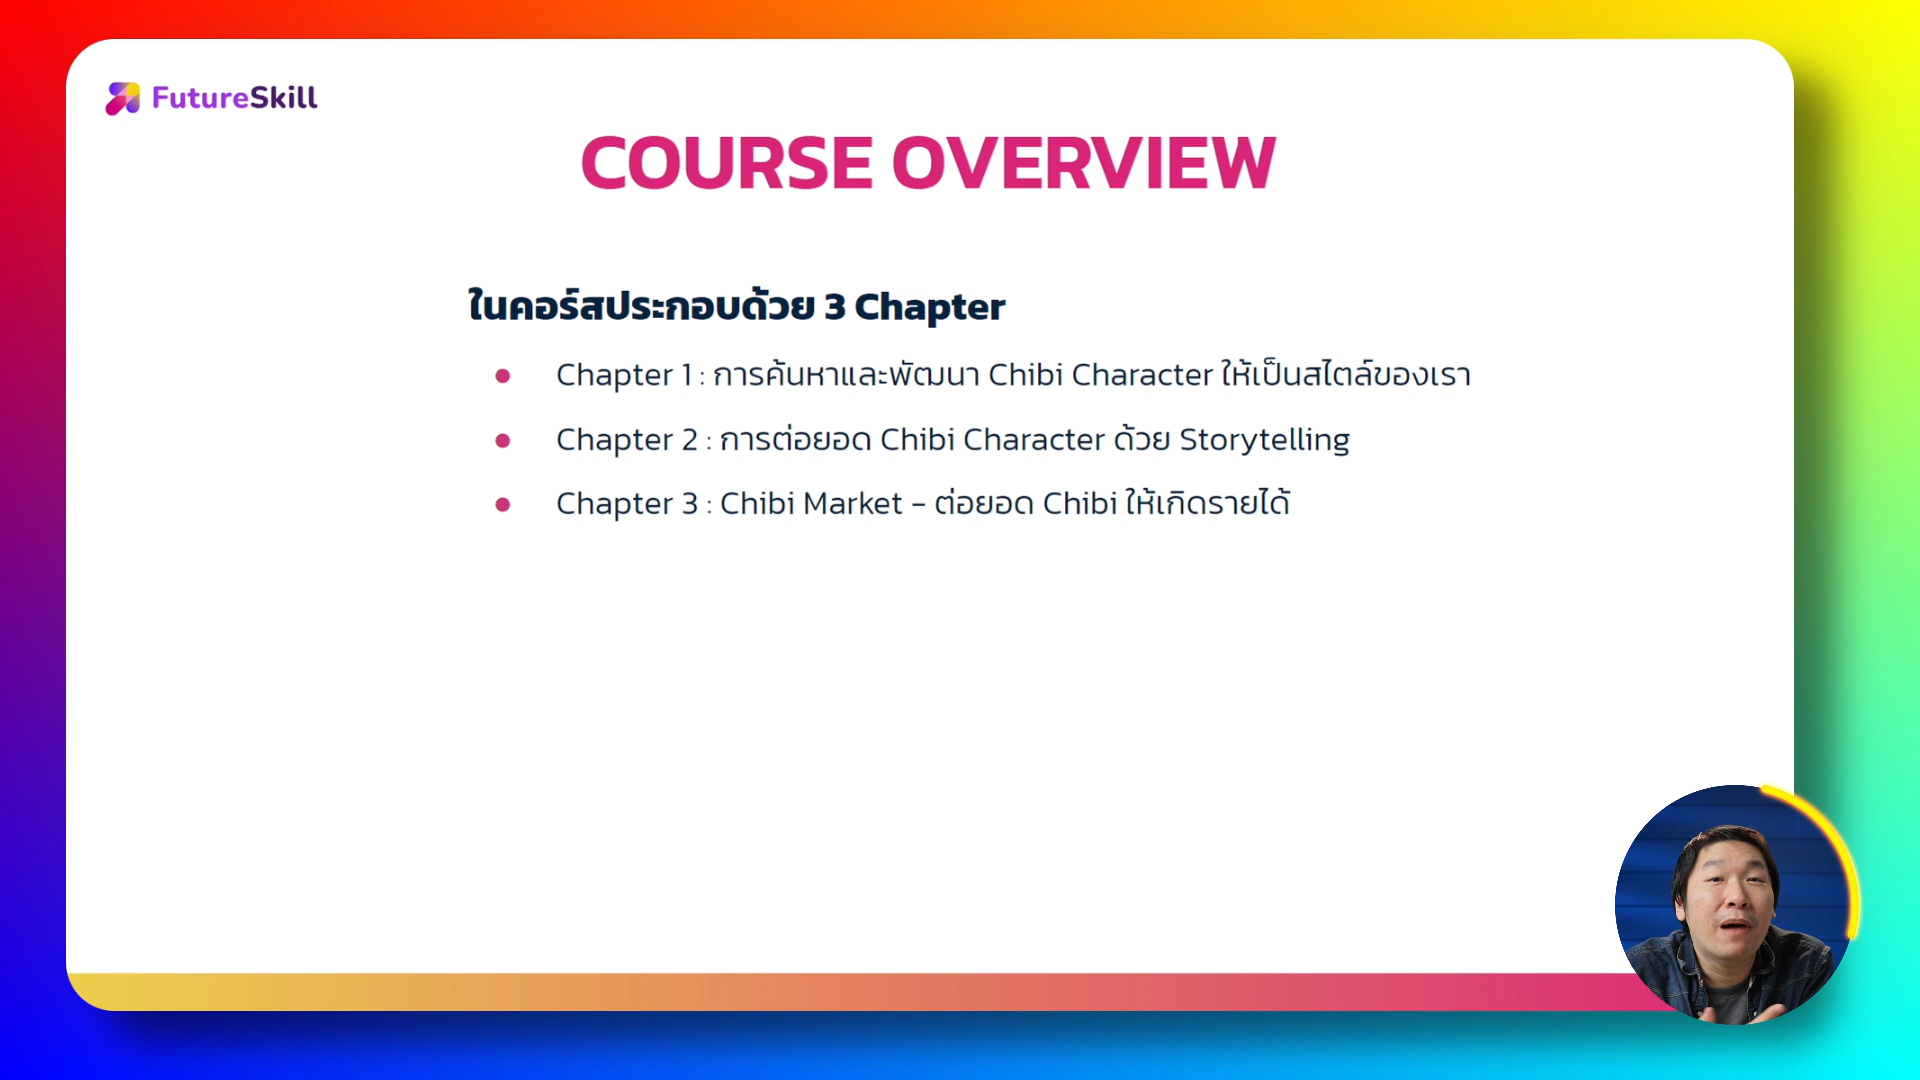 FutureSkill
COURSE OVERVIEW
ในคอร์สประกอบด้วย 3 Chapter
● Chapter 1 : การค้นหาและพัฒนา Chibi Character ให้เป็นสไตล์ของเรา
● Chapter 2 : การต่อยอด Chibi Character ด้วย Storytelling
● Chapter 3 : Chibi Market - ต่อยอด Chibi ให้เกิดรายได้